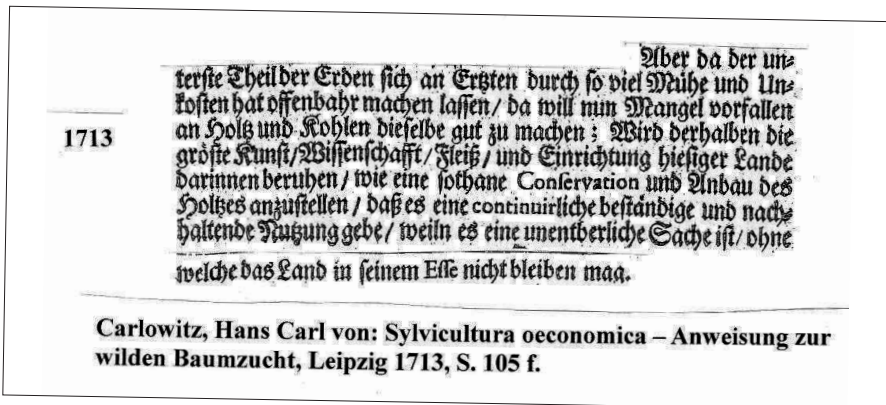 Aber da der un⸗
terste Theil der Erden sich an Ertzten durch so viel Mühe und Un⸗
kosten hat offenbahr machen lassen/ da will nun Mangel vorfallen
1713
an Holtz und Kohlen dieselbe gut zu machen; Wird derhalben die
gröste Kunst/Wissenschafft/Fleiß/ und Einrichtung hiesiger Lande
darinnen beruhen/ wie eine sothane Conservation und Anbau des
Holtzes anzustellen/ daß es eine continuirliche beständige und nach⸗
haltende Nutzung gebe/ weiln es eine unentberliche Sache ist/ ohne
welche das Land in seinem Esse nicht bleiben mag.
Carlowitz, Hans Carl von: Sylvicultura oeconomica – Anweisung zur
wilden Baumzucht, Leipzig 1713, S. 105 f.